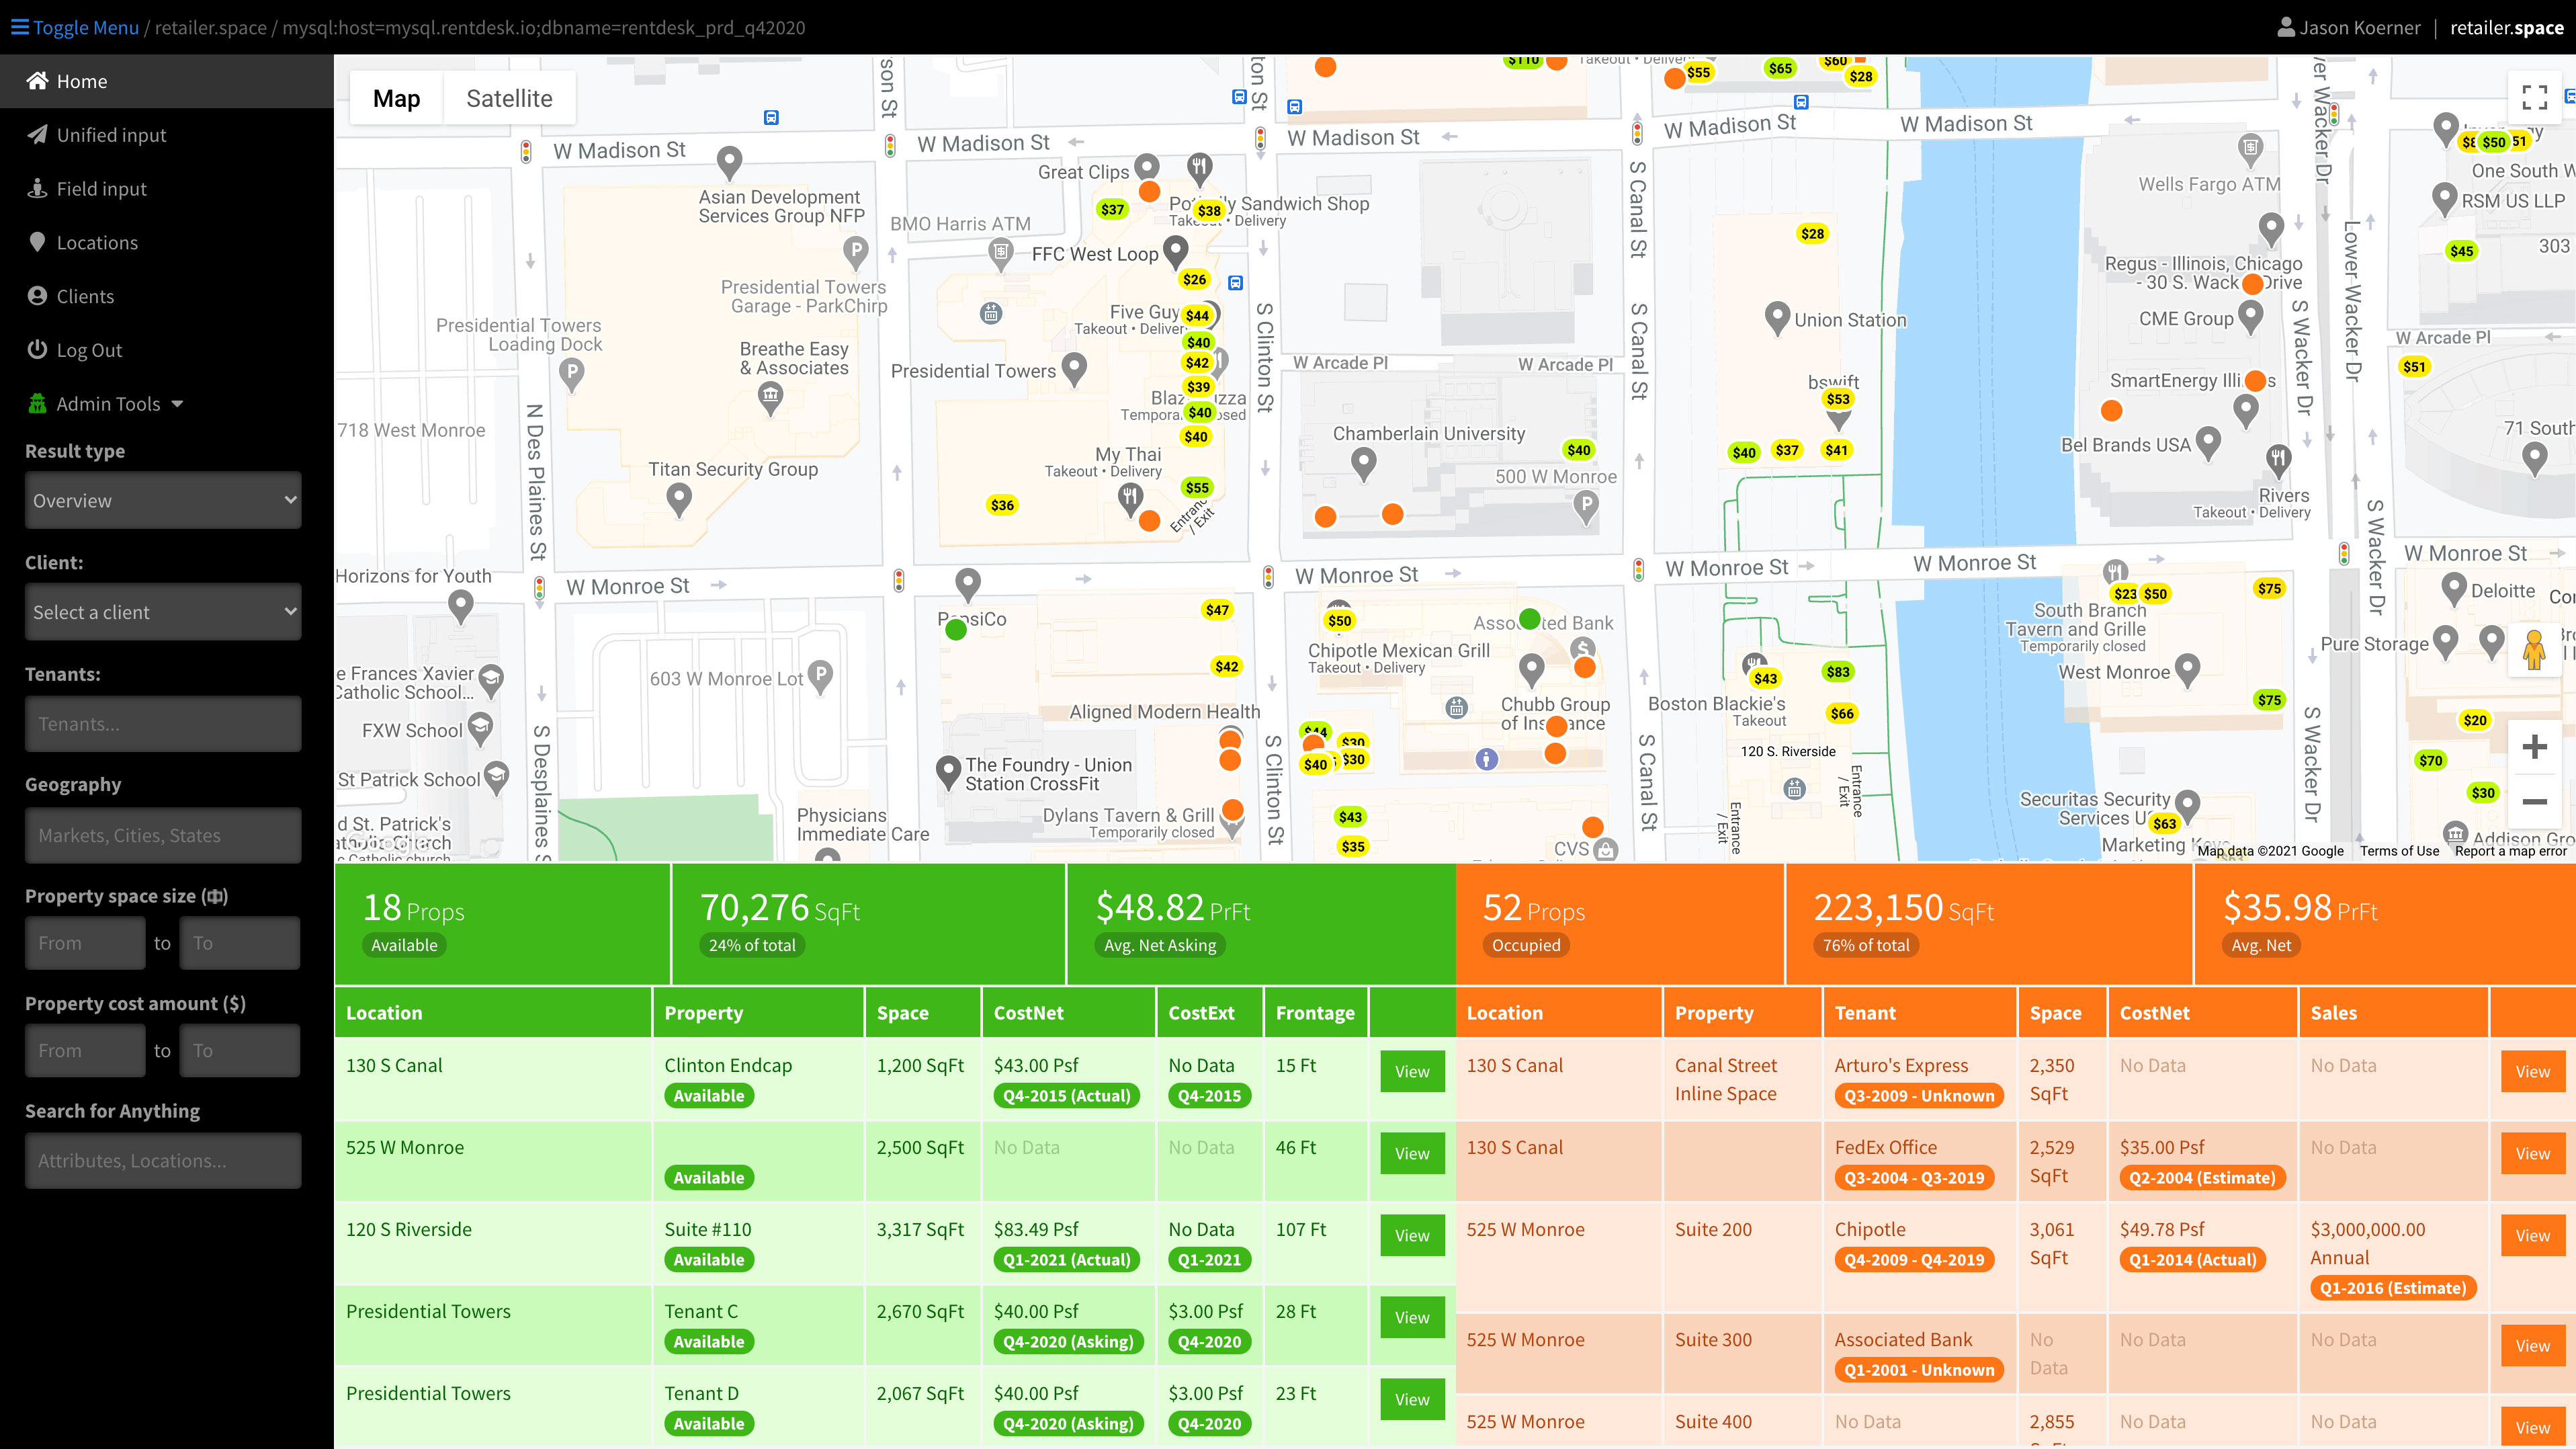 Toggle Menu / retailer.space / mysql:host=mysql.rentdesk.io;dbname=rentdesk_prd_q42020
Jason Koerner | retailer.space
Home
Unified input
Field input
Locations
Clients
Log Out
Admin Tools
Result type
Overview
Client:
Select a client
Tenants:
Tenants...
Geography
Markets, Cities, States
Property space size
From to To
Property cost amount ($)
From to To
Search for Anything
Attributes, Locations...
Map Satellite
$110
$55
$65
$60
$28
W Madison St
W Madison St
W Madison St
W Madison St
W Madison St
Great Clips
Asian Development
Services Group NFP
$37
$38
Sandwich Shop
Takeout • Delivery
BMO Harris ATM
FFC West Loop
$26
Presidential Towers
Garage - ParkChirp
Five Guy
$44
Takeout •
$40
Presidential Towers
Loading Dock
Breathe Easy
& Associates
Presidential Towers
$42
$39
$40
$40
718 West Monroe
N Des Plaines St
Titan Security Group
My Thai
Takeout • Delivery
$55
$36
Entranc
/ Exit
S Clinton St
W Arcade Pl
W Arcade Pl
Chamberlain University
$40
500 W Monroe
S Canal St
S Canal St
$28
Union Station
bswift
$53
$40
$37
$41
Wells Fargo ATM
Regus - Illinois, Chicago
- 30 S. Wack Drive
CME Group
SmartEnergy Illi s
Bel Brands USA
Rivers
Takeout • Delivery
S Wacker Dr
Lower Wacker Dr
S Wacker Dr
$50
51
One South W
RSM US LLP
$45
303
W Arcade Pl
$51
71 South
W Monroe St
W Monroe St
W Monroe St
W Monroe St
W Monroe St
Horizons for Youth
PepsiCo
$47
$42
603 W Monroe Lot
Aligned Modern Health
e Frances Xavier
Catholic School...
FXW School
St Patrick School
d St. Patrick's
S Desplaines S
The Foundry - Union
Station CrossFit
Physicians
Immediate Care
Dylans Tavern & Grill
Temporarily closed
S Clinton St
$50
Associated Bank
Chipotle Mexican Grill
Takeout • Delivery
Chubb Group
of Insurance
$44
$30
$40
$30
$43
$35
CVS
S Canal St
$43
$83
Boston Blackie's
Takeout
$66
120 S. Riverside
Entrance
/ Exit
Entrance
/ Exit
$23
$50
$75
South Branch
Tavern and Grille
Temporarily closed
West Monroe
$75
Securitas Security
$63
Marketing
S Wacker Dr
Deloitte
Pure Storage
$20
$70
$30
Addison Gro
Map data ©2021 Google Terms of Use Report a map error
18 Props
Available
70,276 SqFt
24% of total
$48.82 PrFt
Avg. Net Asking
52 Props
Occupied
223,150 SqFt
76% of total
$35.98 PrFt
Avg. Net
Location Property Space CostNet CostExt Frontage
130 S Canal Clinton Endcap 1,200 SqFt $43.00 Psf No Data 15 Ft View
Available Q4-2015 (Actual) Q4-2015
525 W Monroe 2,500 SqFt No Data No Data 46 Ft View
Available
120 S Riverside Suite #110 3,317 SqFt $83.49 Psf No Data 107 Ft View
Available Q1-2021 (Actual) Q1-2021
Presidential Towers Tenant C 2,670 SqFt $40.00 Psf $3.00 Psf 28 Ft View
Available Q4-2020 (Asking) Q4-2020
Presidential Towers Tenant D 2,067 SqFt $40.00 Psf $3.00 Psf 23 Ft View
Available Q4-2020 (Asking) Q4-2020
Location Property Tenant Space CostNet Sales
130 S Canal Canal Street Arturo's Express 2,350 No Data No Data View
Inline Space Q3-2009 - Unknown SqFt
130 S Canal FedEx Office 2,529 $35.00 Psf No Data View
Q3-2004 - Q3-2019 SqFt Q2-2004 (Estimate)
525 W Monroe Suite 200 Chipotle 3,061 $49.78 Psf $3,000,000.00 View
Q4-2009 - Q4-2019 SqFt Q1-2014 (Actual) Annual
Q1-2016 (Estimate)
525 W Monroe Suite 300 Associated Bank No No Data No Data View
Q1-2001 - Unknown Data
525 W Monroe Suite 400 No Data 2,855 No Data No Data View